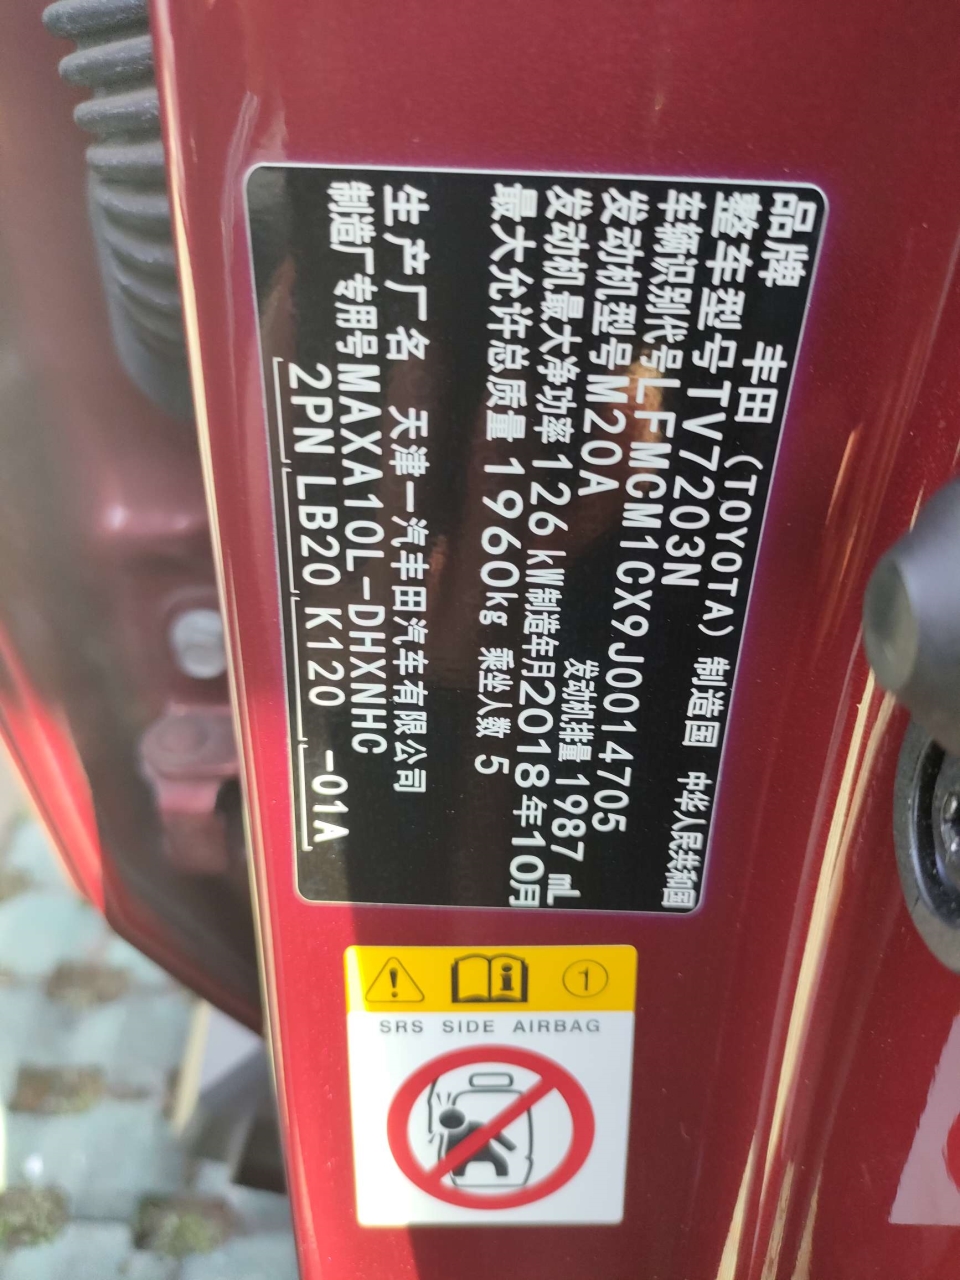 品牌 丰田 (TOYOTA) 制造国 中华人民共和国
整车型号 TV7203N
车辆识别代号 LFMCM1CX9J0014705
发动机型号 M20A 发动机排量 1987 mL
发动机最大净功率 126 kW 制造年月 2018年10月
最大允许总质量 1960kg 乘坐人数 5
生产厂名 天津一汽丰田汽车有限公司
制造厂专用号 MAXA10L-DHXNHC
2PN LB20 K120 -01A
1
SRS SIDE AIRBAG